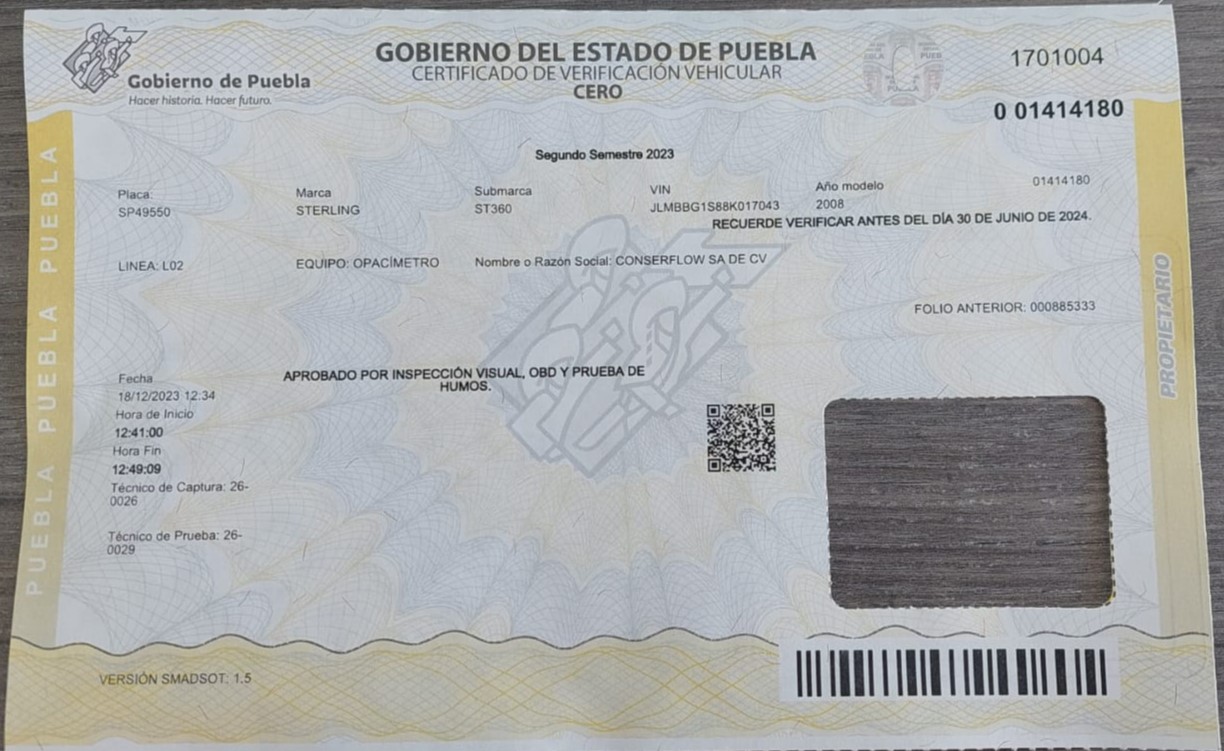 Gobierno de Puebla
Hacer historia. Hacer futuro.
GOBIERNO DEL ESTADO DE PUEBLA
CERTIFICADO DE VERIFICACIÓN VEHICULAR
CERO
1701004
0 01414180
Segundo Semestre 2023
Placa:
SP49550
Marca
STERLING
Submarca
ST360
VIN
JLMBBG1S88K017043
Año modelo
2008
01414180
RECUERDE VERIFICAR ANTES DEL DÍA 30 DE JUNIO DE 2024.
LINEA: L02
EQUIPO: OPACÍMETRO
Nombre o Razón Social: CONSERFLOW SA DE CV
FOLIO ANTERIOR: 000885333
APROBADO POR INSPECCIÓN VISUAL, OBD Y PRUEBA DE
HUMOS.
Fecha
18/12/2023 12:34
Hora de Inicio
12:41:00
Hora Fin
12:49:09
Técnico de Captura: 26-
0026
Técnico de Prueba: 26-
0029
VERSIÓN SMADSOT: 1.5
PUEBLA PUEBLA PUEBLA PUEBLA
PROPIETARIO